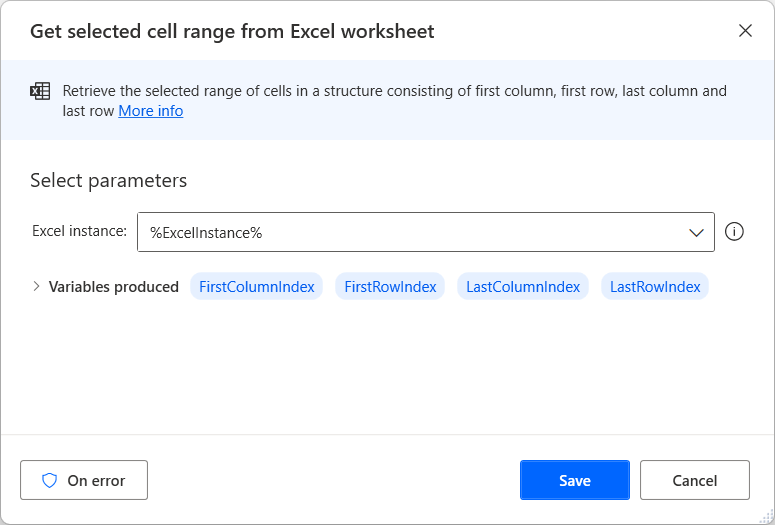 Get selected cell range from Excel worksheet
Retrieve the selected range of cells in a structure consisting of first column, first row, last column and
last row More info
Select parameters
Excel instance: %ExcelInstance%
Variables produced FirstColumnIndex FirstRowIndex LastColumnIndex LastRowIndex
On error Save Cancel